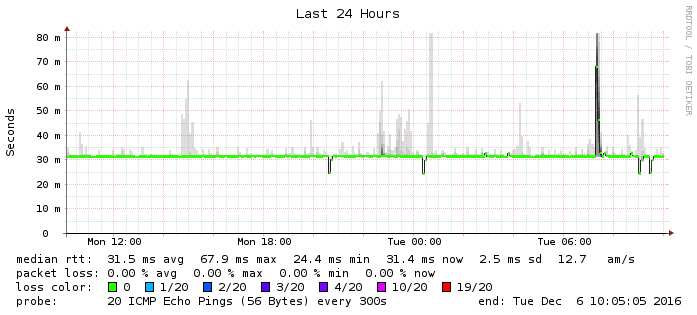 Last 24 Hours
RRDTOOL / TOBI OETIKER
Seconds
80 m
70 m
60 m
50 m
40 m
30 m
20 m
10 m
0
Mon 12:00 Mon 18:00 Tue 00:00 Tue 06:00
median rtt: 31.5 ms avg 67.9 ms max 24.4 ms min 31.4 ms now 2.5 ms sd 12.7 am/s
packet loss: 0.00 % avg 0.00 % max 0.00 % min 0.00 % now
loss color: 0 1/20 2/20 3/20 4/20 10/20 19/20
probe: 20 ICMP Echo Pings (56 Bytes) every 300s end: Tue Dec 6 10:05:05 2016